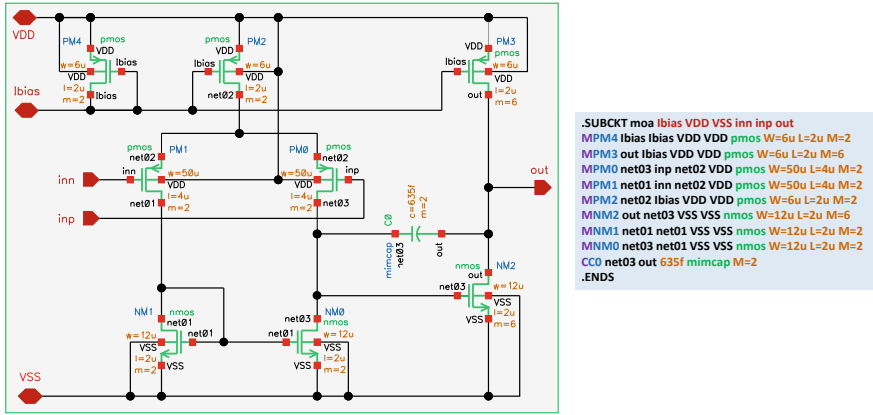 VDD
PM4
pmos
VDD
w=6u
VDD
l=2u
m=2
Ibias
Ibias
pmos
PM2
VDD
Ibias
w=6u
VDD
l=2u
m=2
net02
PM3
VDD
pmos
Ibias
w=6u
VDD
l=2u
out
m=6
Ibias
pmos
PM1
net02
inn
w=50u
VDD
l=4u
net01
m=2
PM0
pmos
net02
inp
w=50u
VDD
l=4u
m=2
net03
inn
inp
out
C0
c=635f
m=2
mimcap
net03
out
NM1
nmos
net01
net01
w=12u
VSS
l=2u
m=2
VSS
net03
NM0
nmos
net01
w=12u
VSS
l=2u
m=2
VSS
nmos
NM2
out
net03
w=12u
VSS
l=2u
VSS
m=6
VSS
.SUBCKT moa Ibias VDD VSS inn inp out
MPM4 Ibias Ibias VDD VDD pmos W=6u L=2u M=2
MPM3 out Ibias VDD VDD pmos W=6u L=2u M=6
MPM0 net03 inp net02 VDD pmos W=50u L=4u M=2
MPM1 net01 inn net02 VDD pmos W=50u L=4u M=2
MPM2 net02 Ibias VDD VDD pmos W=6u L=2u M=2
MNM2 out net03 VSS VSS nmos W=12u L=2u M=6
MNM1 net01 net01 VSS VSS nmos W=12u L=2u M=2
MNM0 net03 net01 VSS VSS nmos W=12u L=2u M=2
CC0 net03 out 635f mimcap M=2
.ENDS